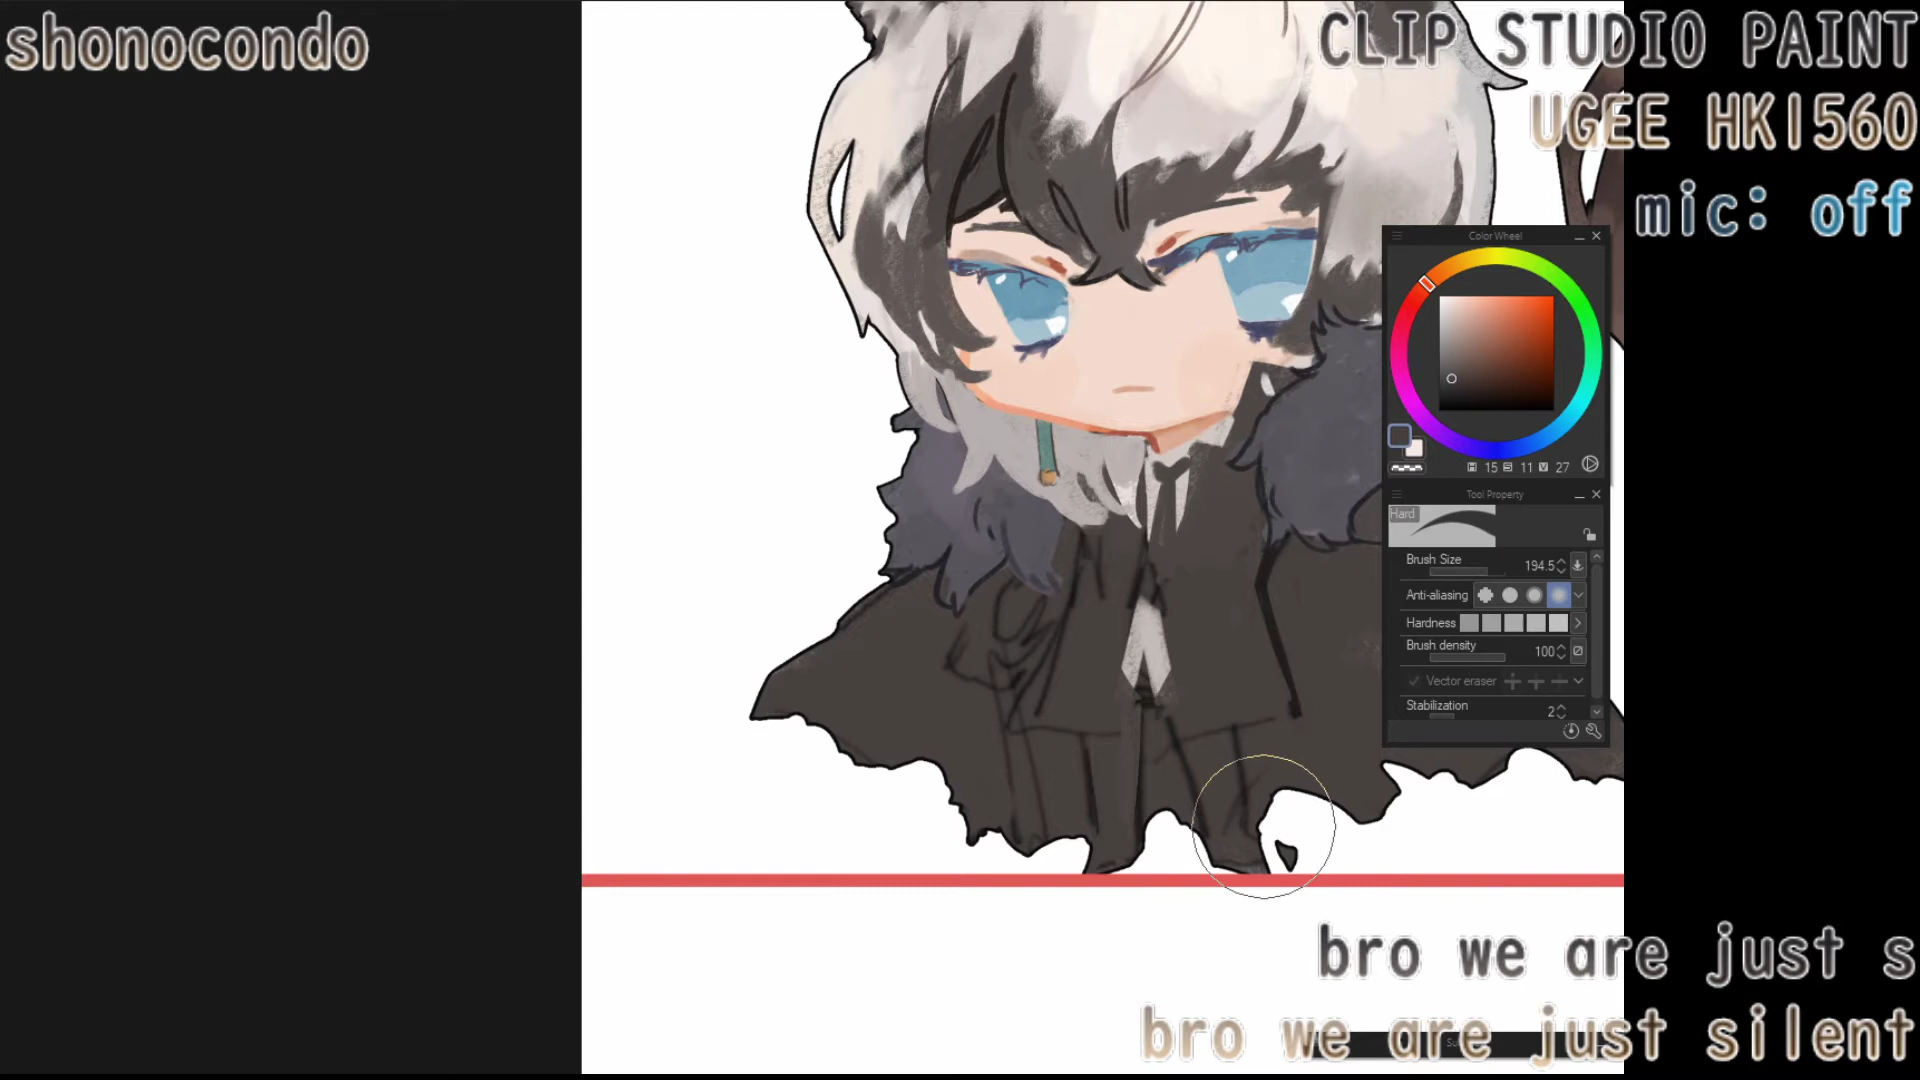 shonocondo
CLIP STUDIO PAINT
UGEE HK1560
mic: off
Color Wheel
H 15 S 11 V 27
Tool Property
Hard
Brush Size 194.5
Anti-aliasing
Hardness
Brush density 100
Vector eraser
Stabilization 2
bro we are just s
bro we are just silent